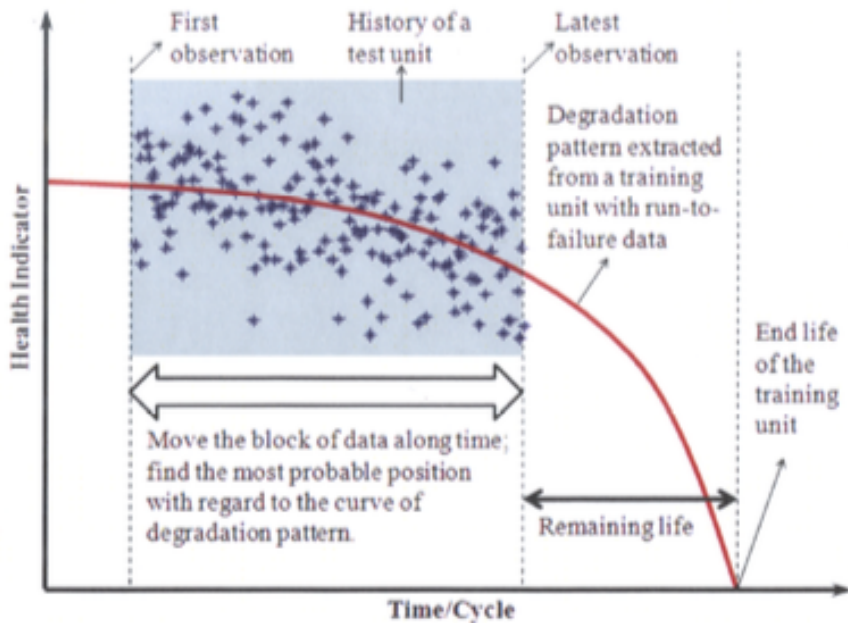 First
observation
History of a
test unit
Latest
observation
Degradation
pattern extracted
from a training
unit with run-to-
failure data
Health Indicator
End life
of the
training
unit
Move the block of data along time;
find the most probable position
with regard to the curve of
degradation pattern.
Remaining life
Time/Cycle